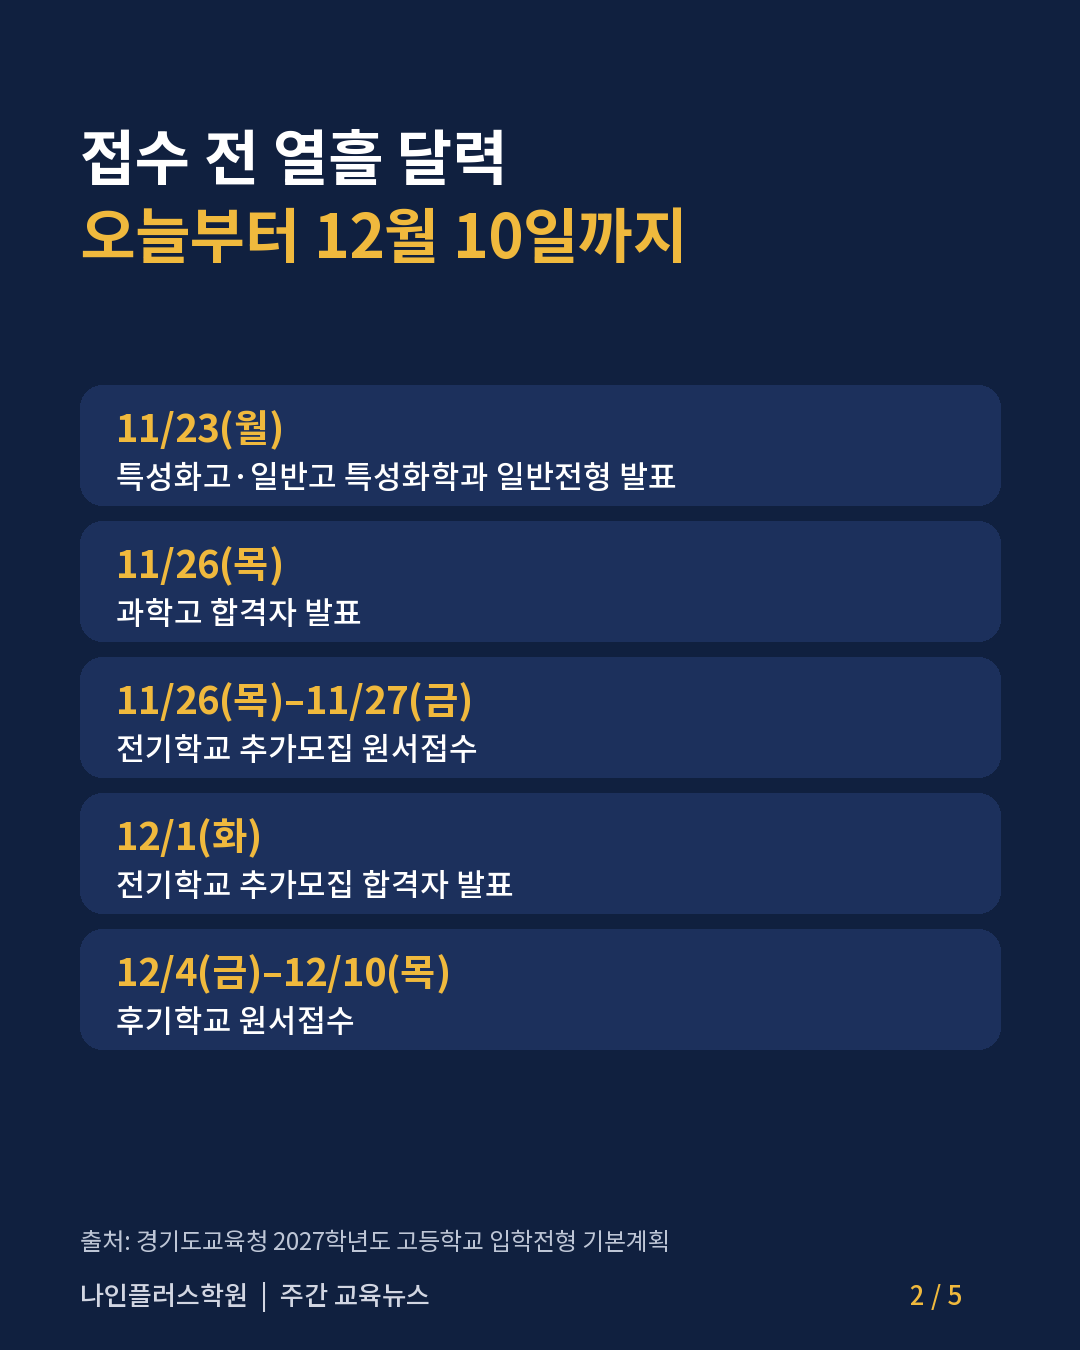 접수 전 열흘 달력
오늘부터 12월 10일까지
11/23(월)
특성화고·일반고 특성화학과 일반전형 발표
11/26(목)
과학고 합격자 발표
11/26(목)–11/27(금)
전기학교 추가모집 원서접수
12/1(화)
전기학교 추가모집 합격자 발표
12/4(금)–12/10(목)
후기학교 원서접수
출처: 경기도교육청 2027학년도 고등학교 입학전형 기본계획
나인플러스학원 | 주간 교육뉴스
2 / 5